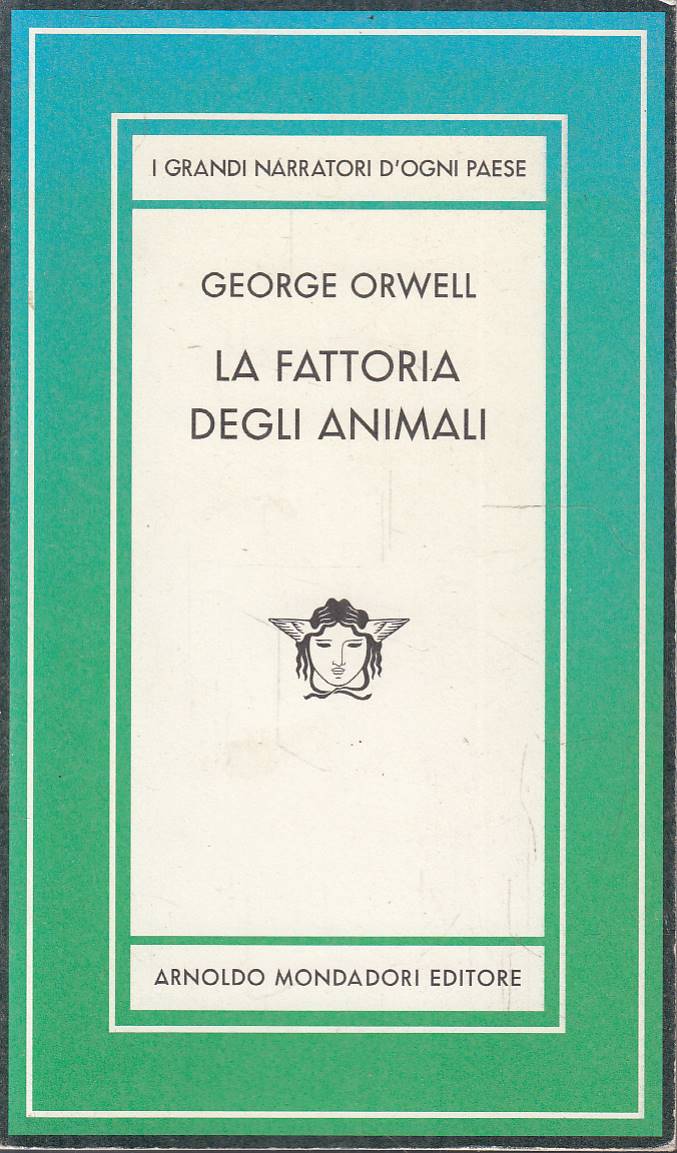 I GRANDI NARRATORI D'OGNI PAESE
GEORGE ORWELL
LA FATTORIA
DEGLI ANIMALI
ARNOLDO MONDADORI EDITORE